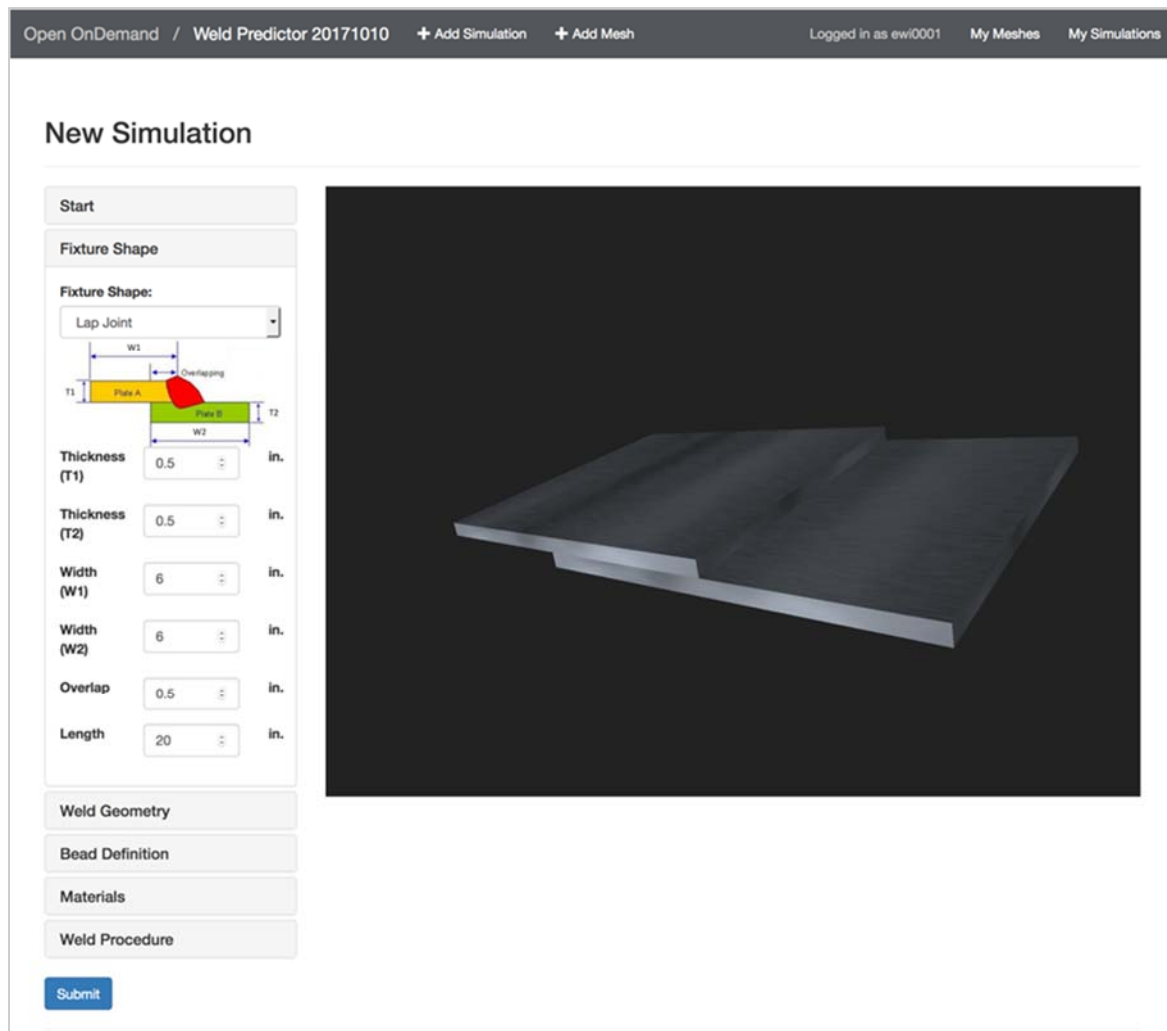 Open OnDemand / Weld Predictor 20171010 + Add Simulation + Add Mesh Logged in as ewi0001 My Meshes My Simulations
New Simulation
Start
Fixture Shape
Fixture Shape:
Lap Joint
W1
Overlapping
T1 Plate A
Plate B T2
W2
Thickness (T1) 0.5 in.
Thickness (T2) 0.5 in.
Width (W1) 6 in.
Width (W2) 6 in.
Overlap 0.5 in.
Length 20 in.
Weld Geometry
Bead Definition
Materials
Weld Procedure
Submit